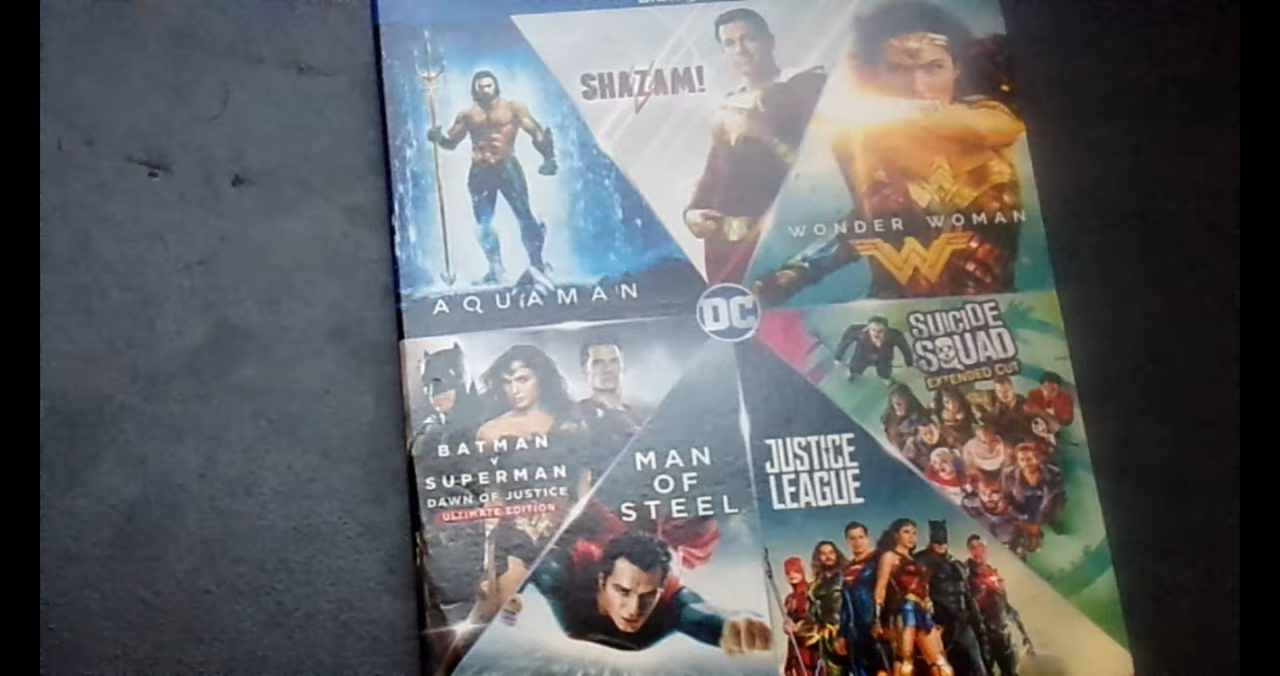 SHAZAM!
WONDER WOMAN
AQUAMAN
DC
SUICIDE
SQUAD
EXTENDED CUT
BATMAN
V
SUPERMAN
DAWN OF JUSTICE
ULTIMATE EDITION
MAN
OF
STEEL
JUSTICE
LEAGUE